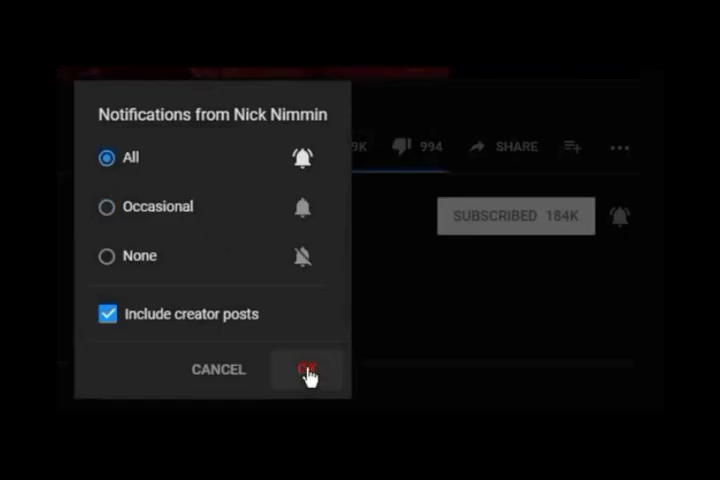 Notifications from Nick Nimmin
All
Occasional
None
Include creator posts
CANCEL
994
SHARE
SUBSCRIBED 184K